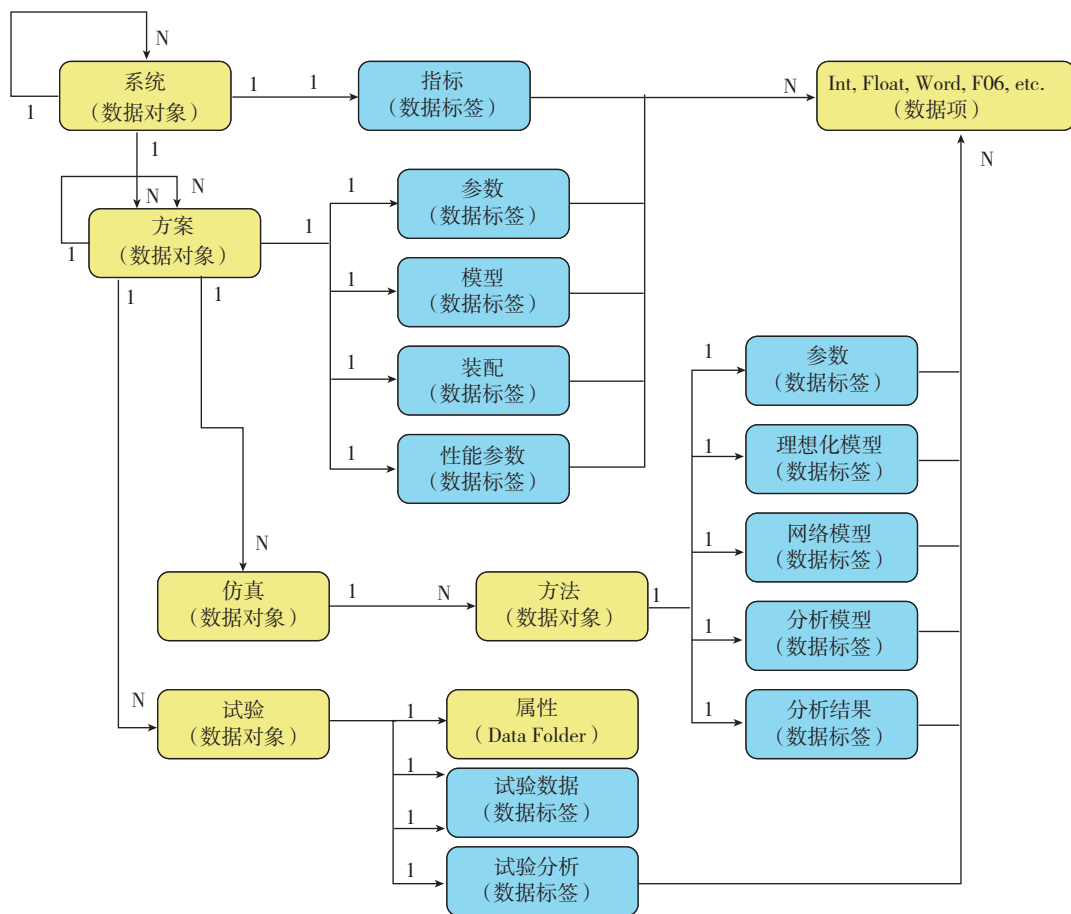 N
系统
（数据对象）
1
1
1
指标
（数据标签）
N
Int, Float, Word, F06, etc.
（数据项）
1
N
N
N
方案
（数据对象）
1
1
1
参数
（数据标签）
1
模型
（数据标签）
1
1
1
装配
（数据标签）
1
性能参数
（数据标签）
1
参数
（数据标签）
1
理想化模型
（数据标签）
1
网络模型
（数据标签）
N
仿真
（数据对象）
1
N
方法
（数据对象）
1
1
分析模型
（数据标签）
1
分析结果
（数据标签）
N
试验
（数据对象）
1
属性
（Data Folder）
1
试验数据
（数据标签）
1
1
试验分析
（数据标签）